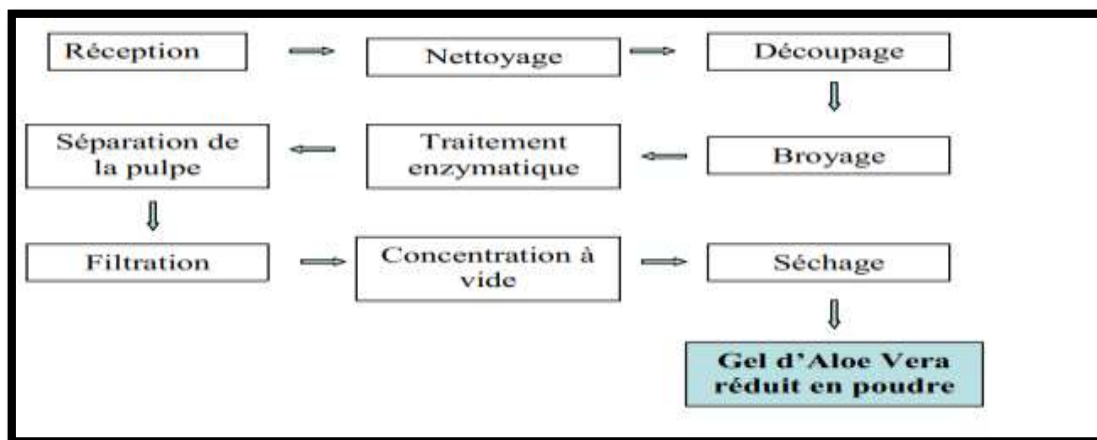 Réception
Nettoyage
Découpage
Broyage
Traitement
enzymatique
Séparation de
la pulpe
Filtration
Concentration à
vide
Séchage
Gel d’Aloe Vera
réduit en poudre